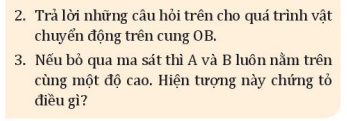 2. Trả lời những câu hỏi trên cho quá trình vật
chuyển động trên cung OB.
3. Nếu bỏ qua ma sát thì A và B luôn nằm trên
cùng một độ cao. Hiện tượng này chứng tỏ
điều gì?